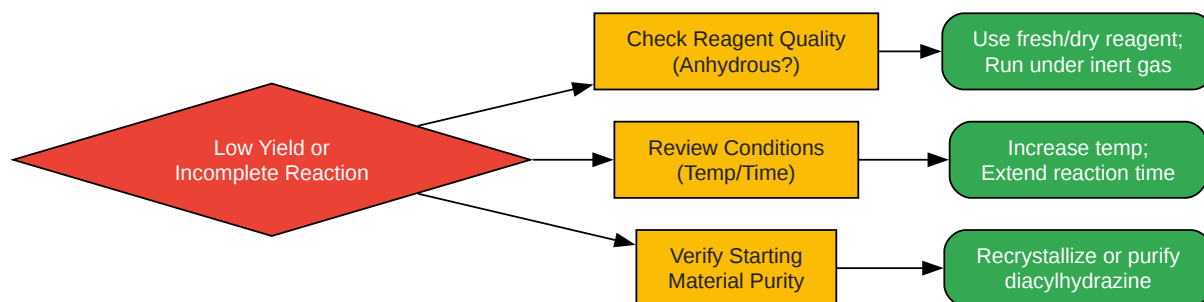 Low Yield or
Incomplete Reaction
Check Reagent Quality
(Anhydrous?)
Use fresh/dry reagent;
Run under inert gas
Review Conditions
(Temp/Time)
Increase temp;
Extend reaction time
Verify Starting
Material Purity
Recrystallize or purify
diacylhydrazine